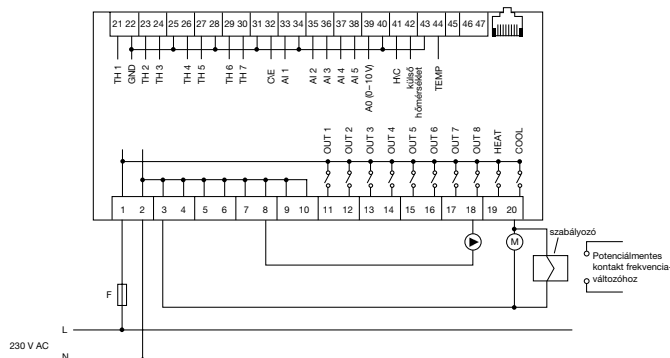 21 22 23 24 25 26 27 28 29 30 31 32 33 34 35 36 37 38 39 40 41 42 43 44 45 46 47
TH 1
GND
TH 2
TH 3
TH 4
TH 5
TH 6
TH 7
C\E
AI 1
AI 2
AI 3
AI 4
AI 5
A0 (0–10 V)
H\C
külső
hőmérséklet
TEMP
OUT 1
OUT 2
OUT 3
OUT 4
OUT 5
OUT 6
OUT 7
OUT 8
HEAT
COOL
1 2 3 4 5 6 7 8 9 10 11 12 13 14 15 16 17 18 19 20
szabályozó
M
Potenciálmentes
kontakt frekvencia-
változóhoz
F
L
230 V AC
N